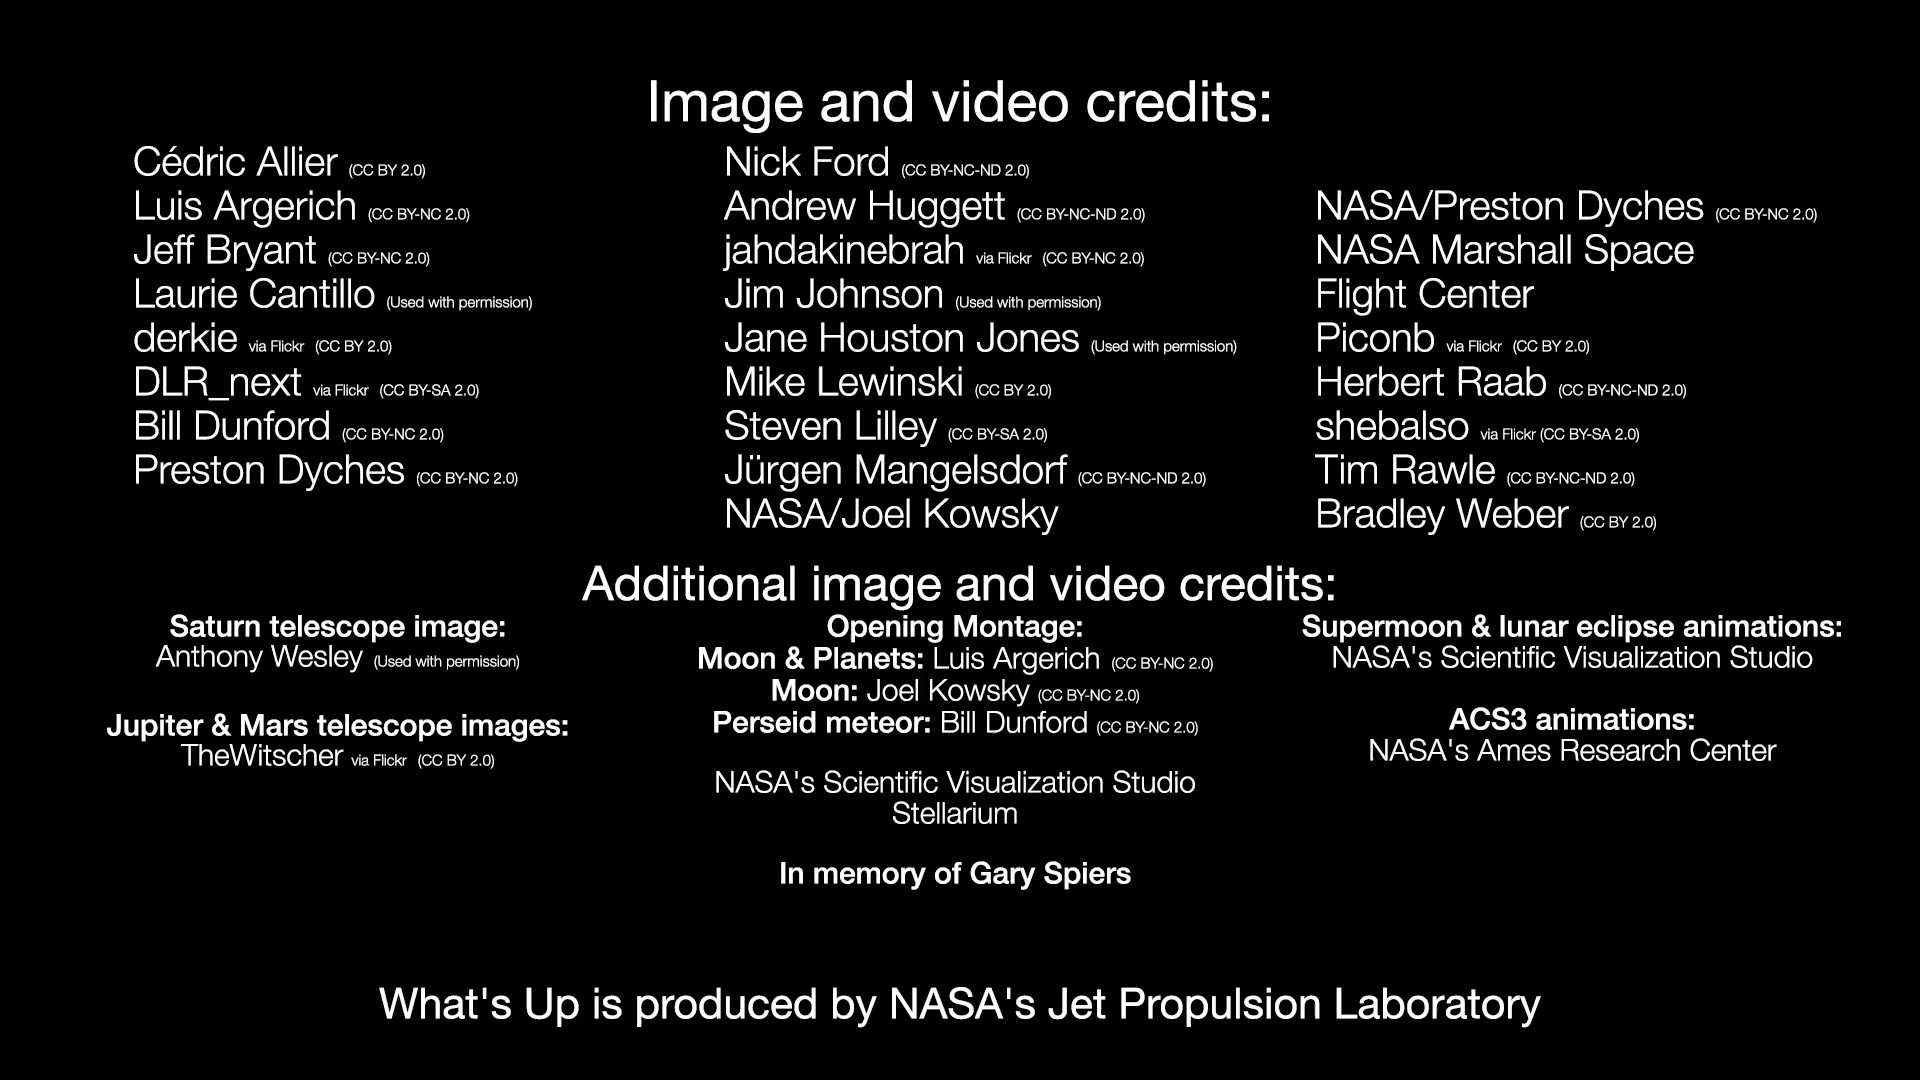 Image and video credits:
Cédric Allier (CC BY 2.0)
Luis Argerich (CC BY-NC 2.0)
Jeff Bryant (CC BY-NC 2.0)
Laurie Cantillo (Used with permission)
derkie via Flickr (CC BY 2.0)
DLR_next via Flickr (CC BY-SA 2.0)
Bill Dunford (CC BY-NC 2.0)
Preston Dyches (CC BY-NC 2.0)
Nick Ford (CC BY-NC-ND 2.0)
Andrew Huggett (CC BY-NC-ND 2.0)
jahdakinebrah via Flickr (CC BY-NC 2.0)
Jim Johnson (Used with permission)
Jane Houston Jones (Used with permission)
Mike Lewinski (CC BY 2.0)
Steven Lilley (CC BY-SA 2.0)
Jürgen Mangelsdorf (CC BY-NC-ND 2.0)
NASA/Joel Kowsky
NASA/Preston Dyches (CC BY-NC 2.0)
NASA Marshall Space
Flight Center
Piconb via Flickr (CC BY 2.0)
Herbert Raab (CC BY-NC-ND 2.0)
shebalso via Flickr (CC BY-SA 2.0)
Tim Rawle (CC BY-NC-ND 2.0)
Bradley Weber (CC BY 2.0)
Additional image and video credits:
Saturn telescope image:
Anthony Wesley (Used with permission)
Jupiter & Mars telescope images:
TheWitscher via Flickr (CC BY 2.0)
Opening Montage:
Moon & Planets: Luis Argerich (CC BY-NC 2.0)
Moon: Joel Kowsky (CC BY-NC 2.0)
Perseid meteor: Bill Dunford (CC BY-NC 2.0)
NASA's Scientific Visualization Studio
Stellarium
In memory of Gary Spiers
Supermoon & lunar eclipse animations:
NASA's Scientific Visualization Studio
ACS3 animations:
NASA's Ames Research Center
What's Up is produced by NASA's Jet Propulsion Laboratory